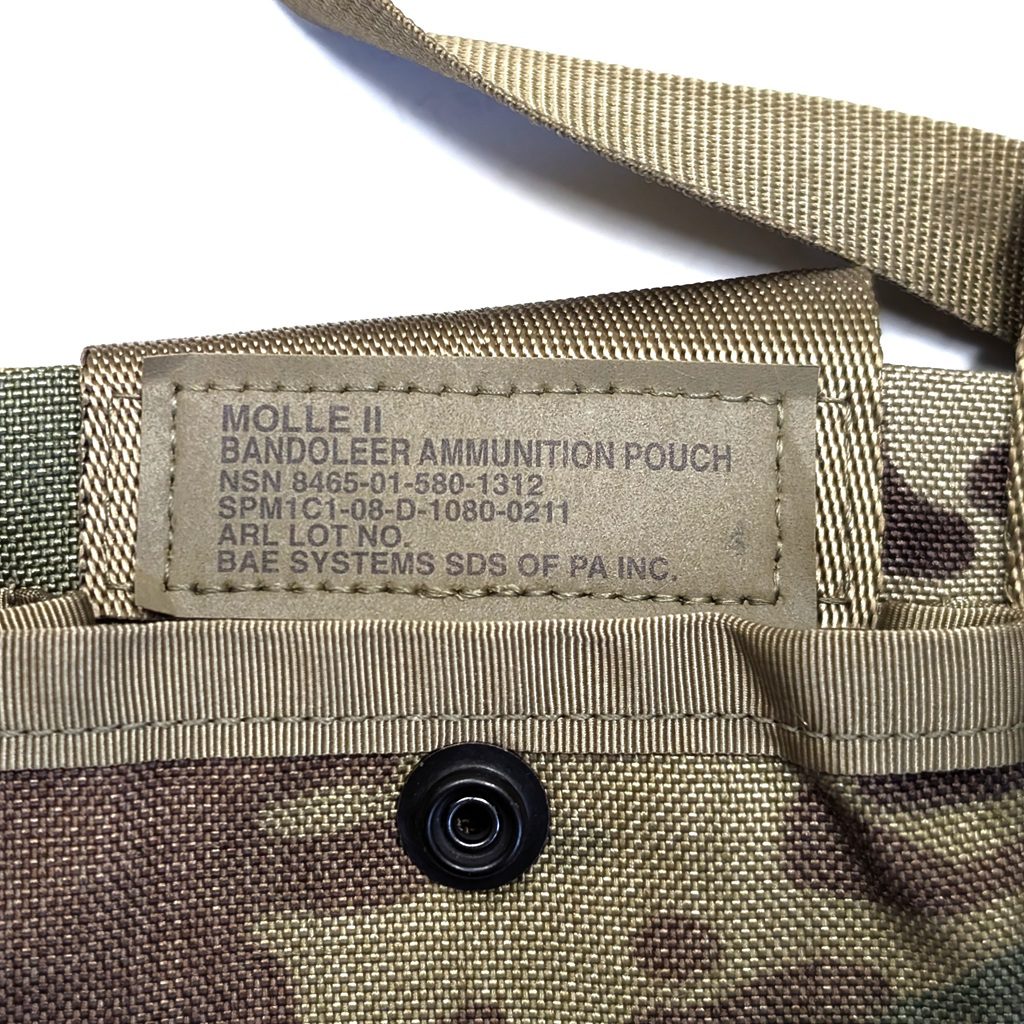 MOLLE II
BANDOLEER AMMUNITION POUCH
NSN 8465-01-580-1312
SPM1C1-08-D-1080-0211
ARL LOT NO.
BAE SYSTEMS SDS OF PA INC.